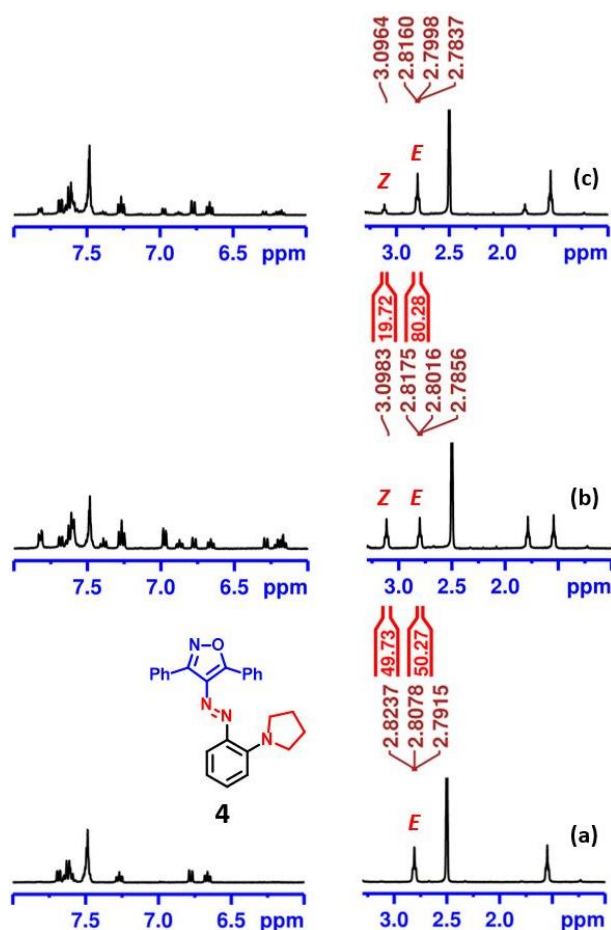 3.0964
2.8160
2.7998
2.7837
Z
E
(c)
7.5
7.0
6.5
ppm
3.0
2.5
2.0
ppm
19.72
80.28
3.0983
2.8175
2.8016
2.7856
Z
E
(b)
7.5
7.0
6.5
ppm
3.0
2.5
2.0
ppm
49.73
50.27
2.8237
2.8078
2.7915
N
O
Ph
Ph
N
N
N
4
E
(a)
7.5
7.0
6.5
ppm
3.0
2.5
2.0
ppm